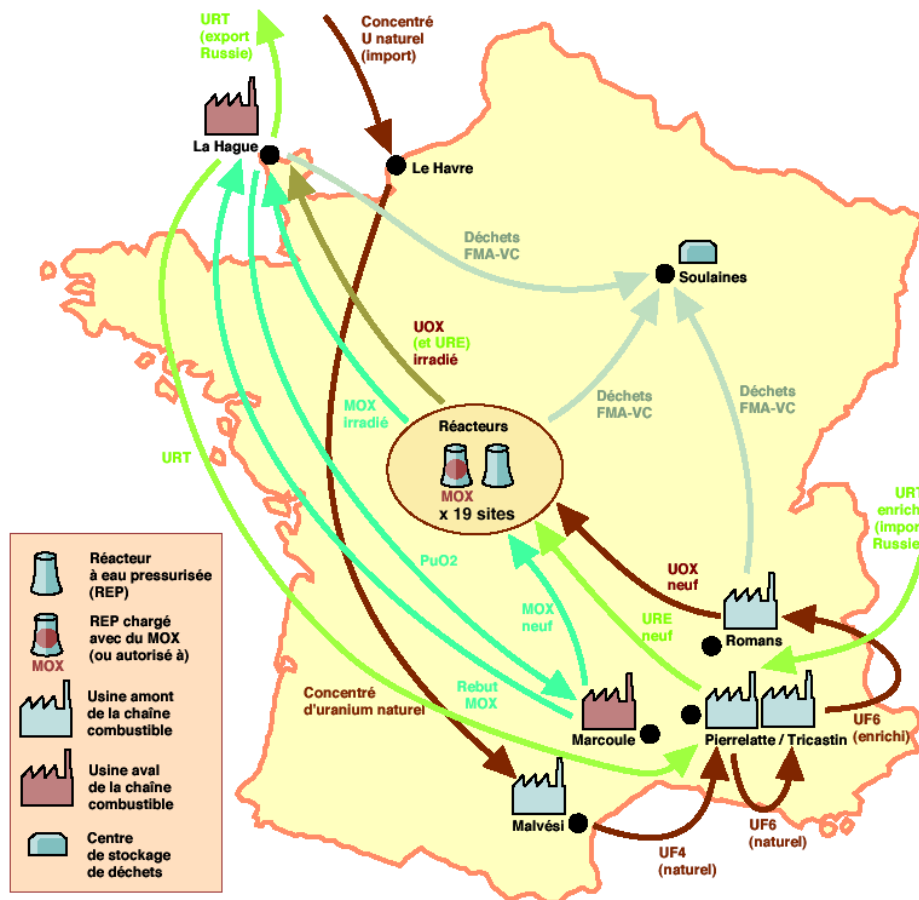 URT
(export
Russie)
Concentré
U naturel
(import)
La Hague
Le Havre
Déchets
FMA-VC
Soulaines
UOX
(et URE)
irradié
MOX
irradié
Déchets
FMA-VC
Déchets
FMA-VC
Réacteurs
MOX
x 19 sites
URT
URT
enrichi
(import
Russie)
PuO2
MOX
neuf
UOX
neuf
URE
neuf
Romans
Concentré
d'uranium naturel
Rebut
MOX
Marcoule
Pierrelatte / Tricastin
UF6
(enrichi)
Malvési
UF4
(naturel)
UF6
(naturel)
Réacteur
à eau pressurisée
(REP)
REP chargé
avec du MOX
(ou autorisé à)
MOX
Usine amont
de la chaîne
combustible
Usine aval
de la chaîne
combustible
Centre
de stockage
de déchets